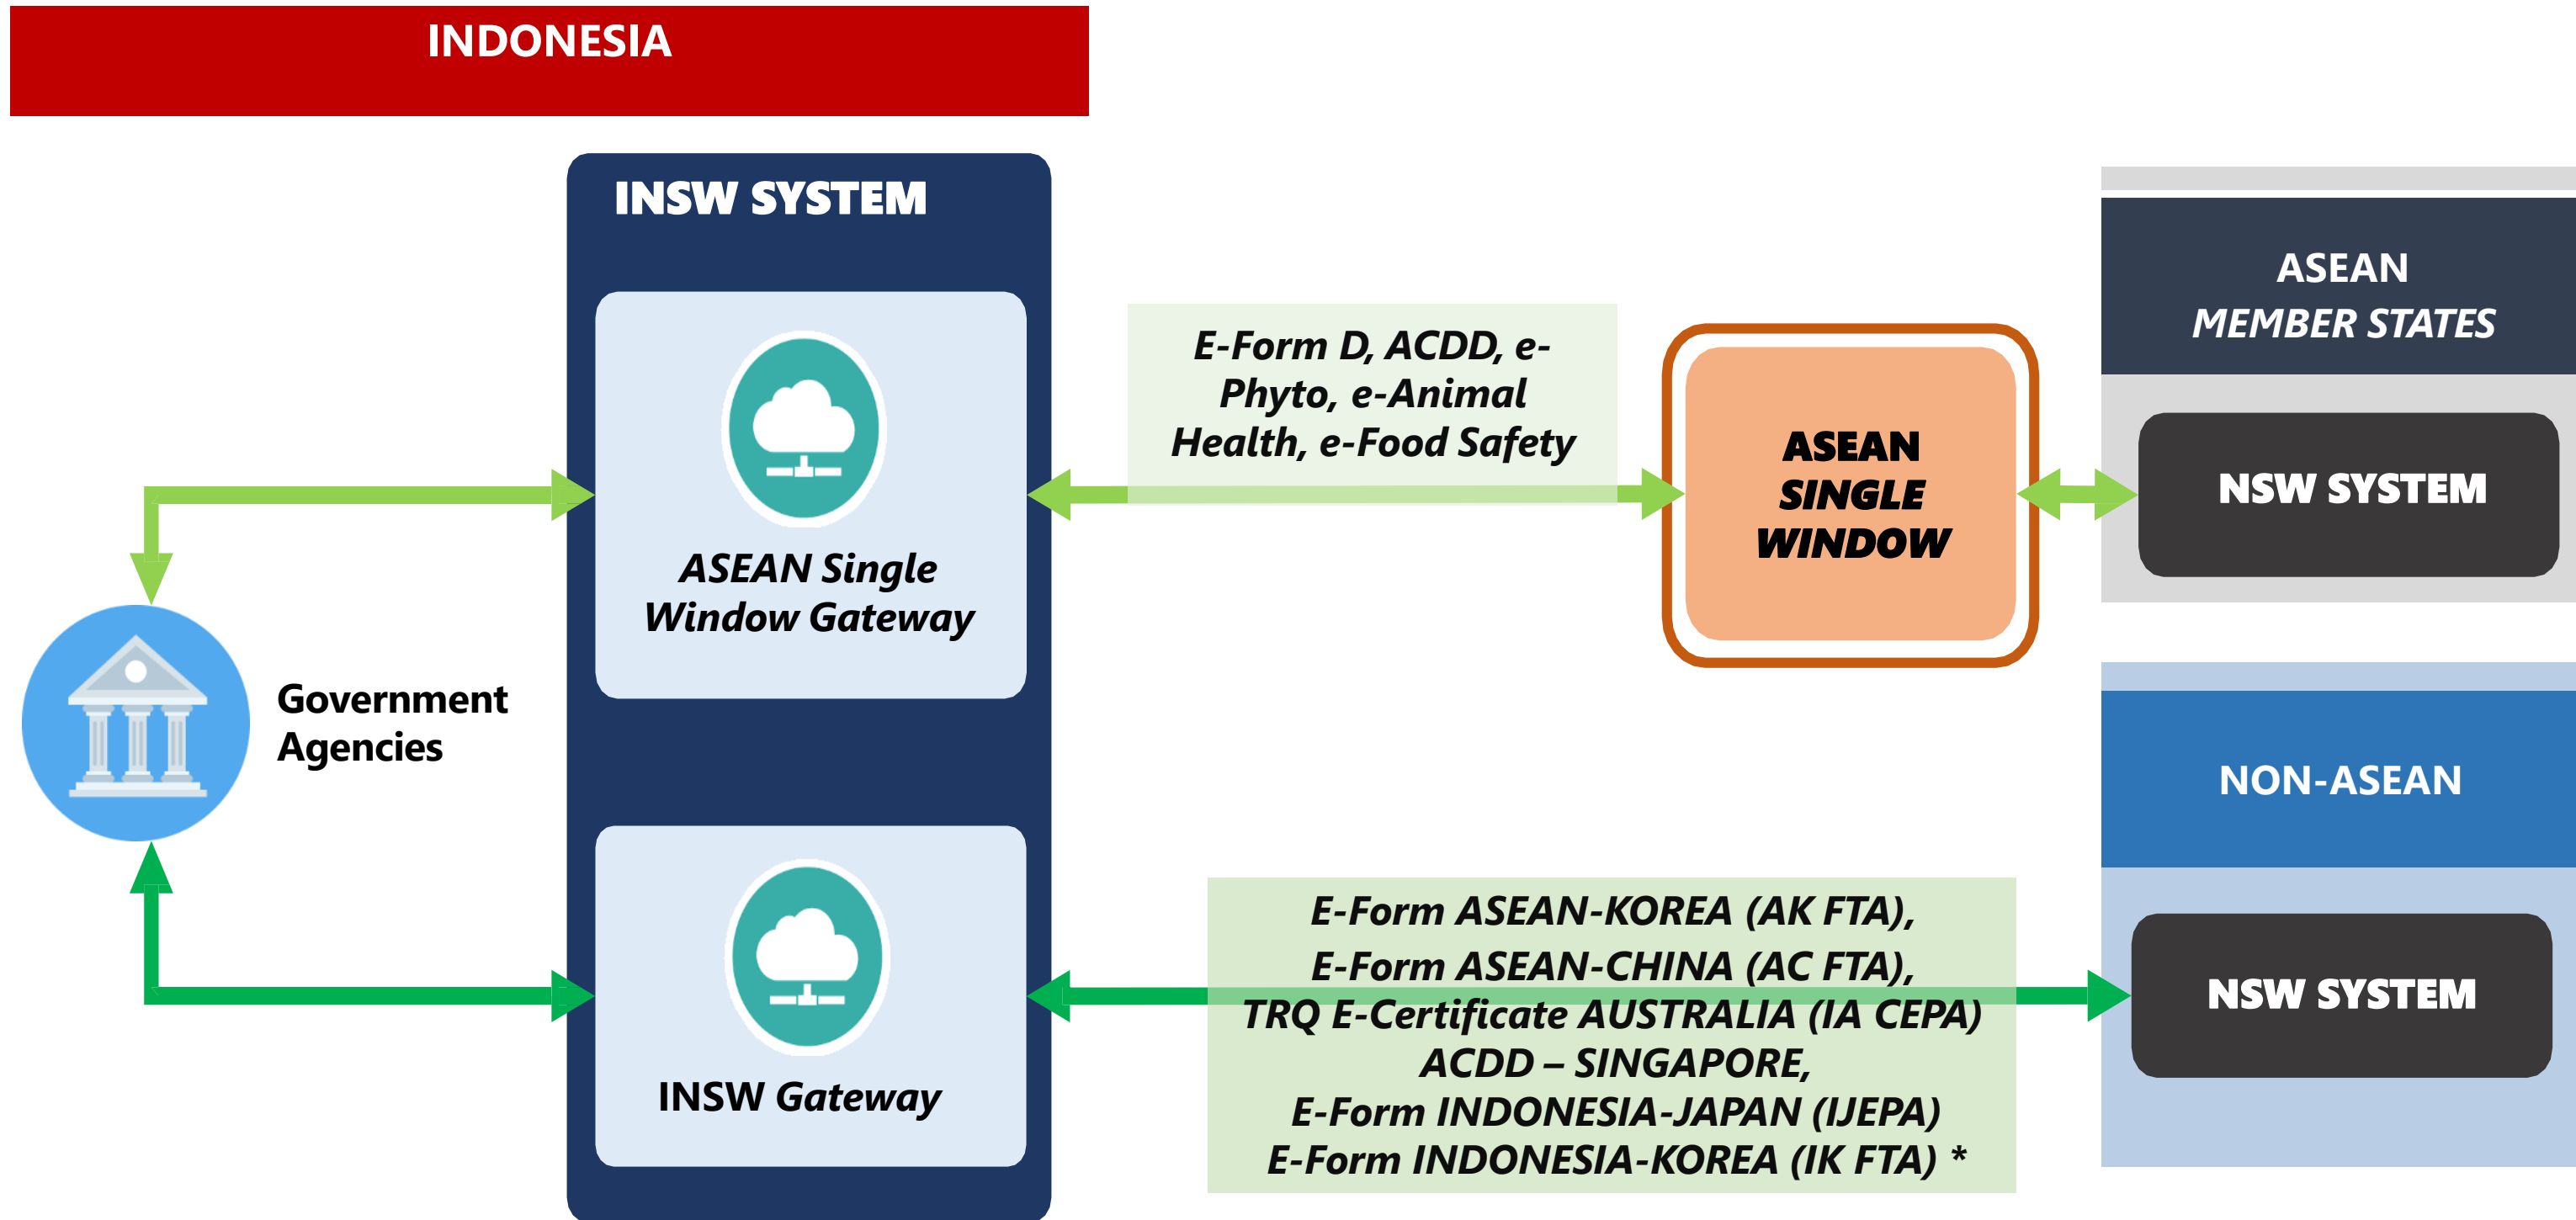 INDONESIA
INSW SYSTEM
ASEAN Single
Window Gateway
Government
Agencies
INSW Gateway
E-Form D, ACDD, e-
Phyto, e-Animal
Health, e-Food Safety
ASEAN
SINGLE
WINDOW
ASEAN
MEMBER STATES
NSW SYSTEM
NON-ASEAN
NSW SYSTEM
E-Form ASEAN-KOREA (AK FTA),
E-Form ASEAN-CHINA (AC FTA),
TRQ E-Certificate AUSTRALIA (IA CEPA)
ACDD – SINGAPORE,
E-Form INDONESIA-JAPAN (IJEPA)
E-Form INDONESIA-KOREA (IK FTA) *